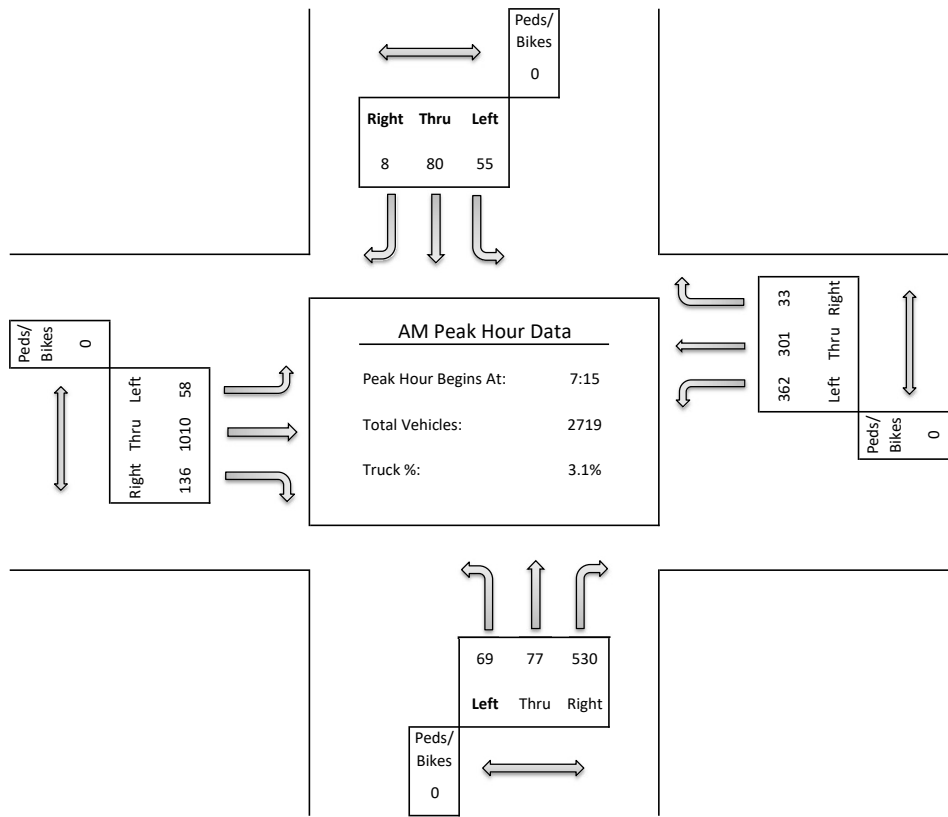 Peds/
Bikes
0
Right Thru Left
8 80 55
Peds/
Bikes
0
Left 58
Thru 1010
Right 136
AM Peak Hour Data
Peak Hour Begins At: 7:15
Total Vehicles: 2719
Truck %: 3.1%
33 Right
301 Thru
362 Left
Peds/
Bikes
0
69 77 530
Left Thru Right
Peds/
Bikes
0